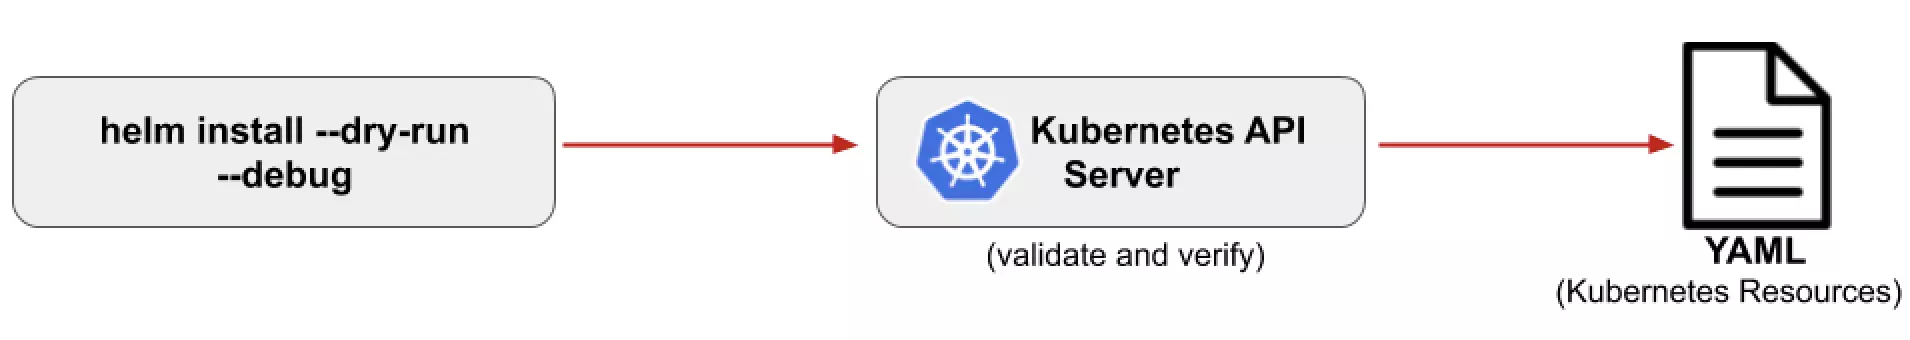 helm install --dry-run
--debug
Kubernetes API
Server
(validate and verify)
YAML
(Kubernetes Resources)